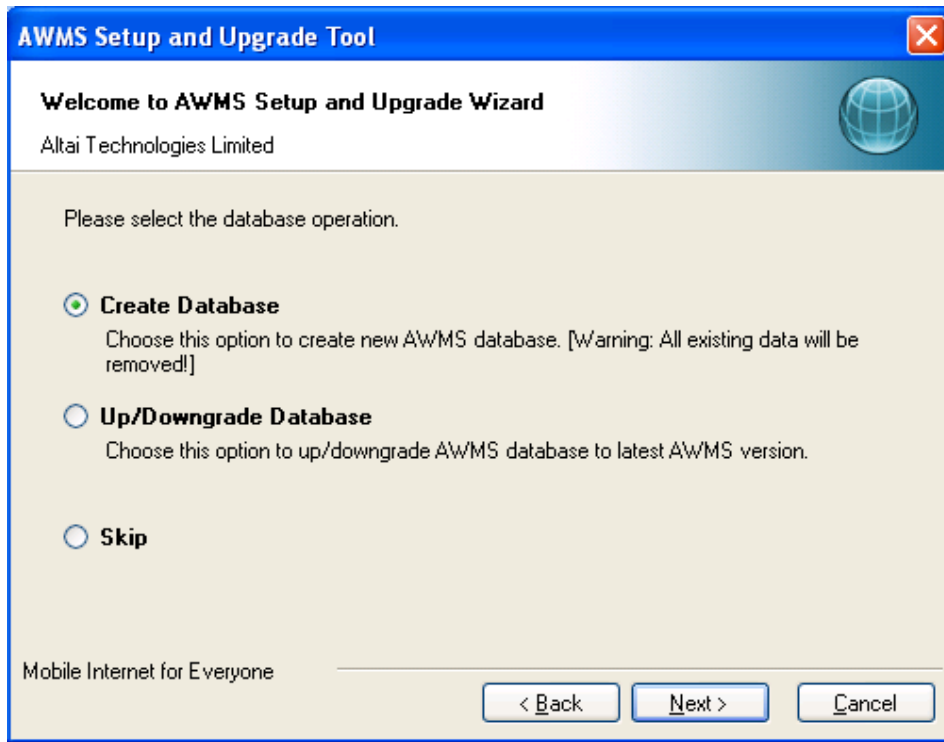 AWMS Setup and Upgrade Tool
Welcome to AWMS Setup and Upgrade Wizard
Altai Technologies Limited
Please select the database operation.
Create Database
Choose this option to create new AWMS database. [Warning: All existing data will be
removed!]
Up/Downgrade Database
Choose this option to up/downgrade AWMS database to latest AWMS version.
Skip
Mobile Internet for Everyone
< Back
Next >
Cancel